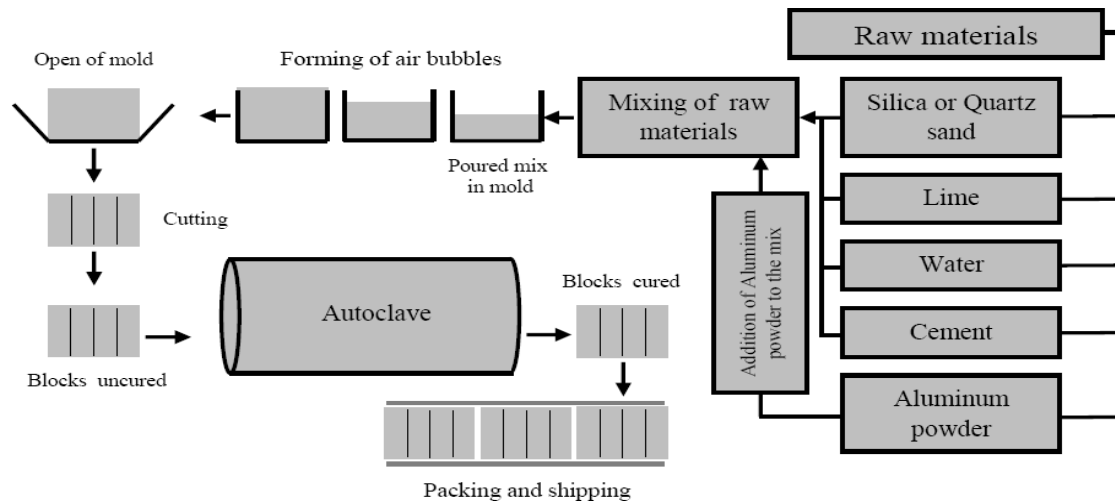 Raw materials
Open of mold
Forming of air bubbles
Mixing of raw
materials
Silica or Quartz
sand
Poured mix
in mold
Lime
Cutting
Addition of Aluminum
powder to the mix
Water
Blocks cured
Autoclave
Cement
Blocks uncured
Aluminum
powder
Packing and shipping